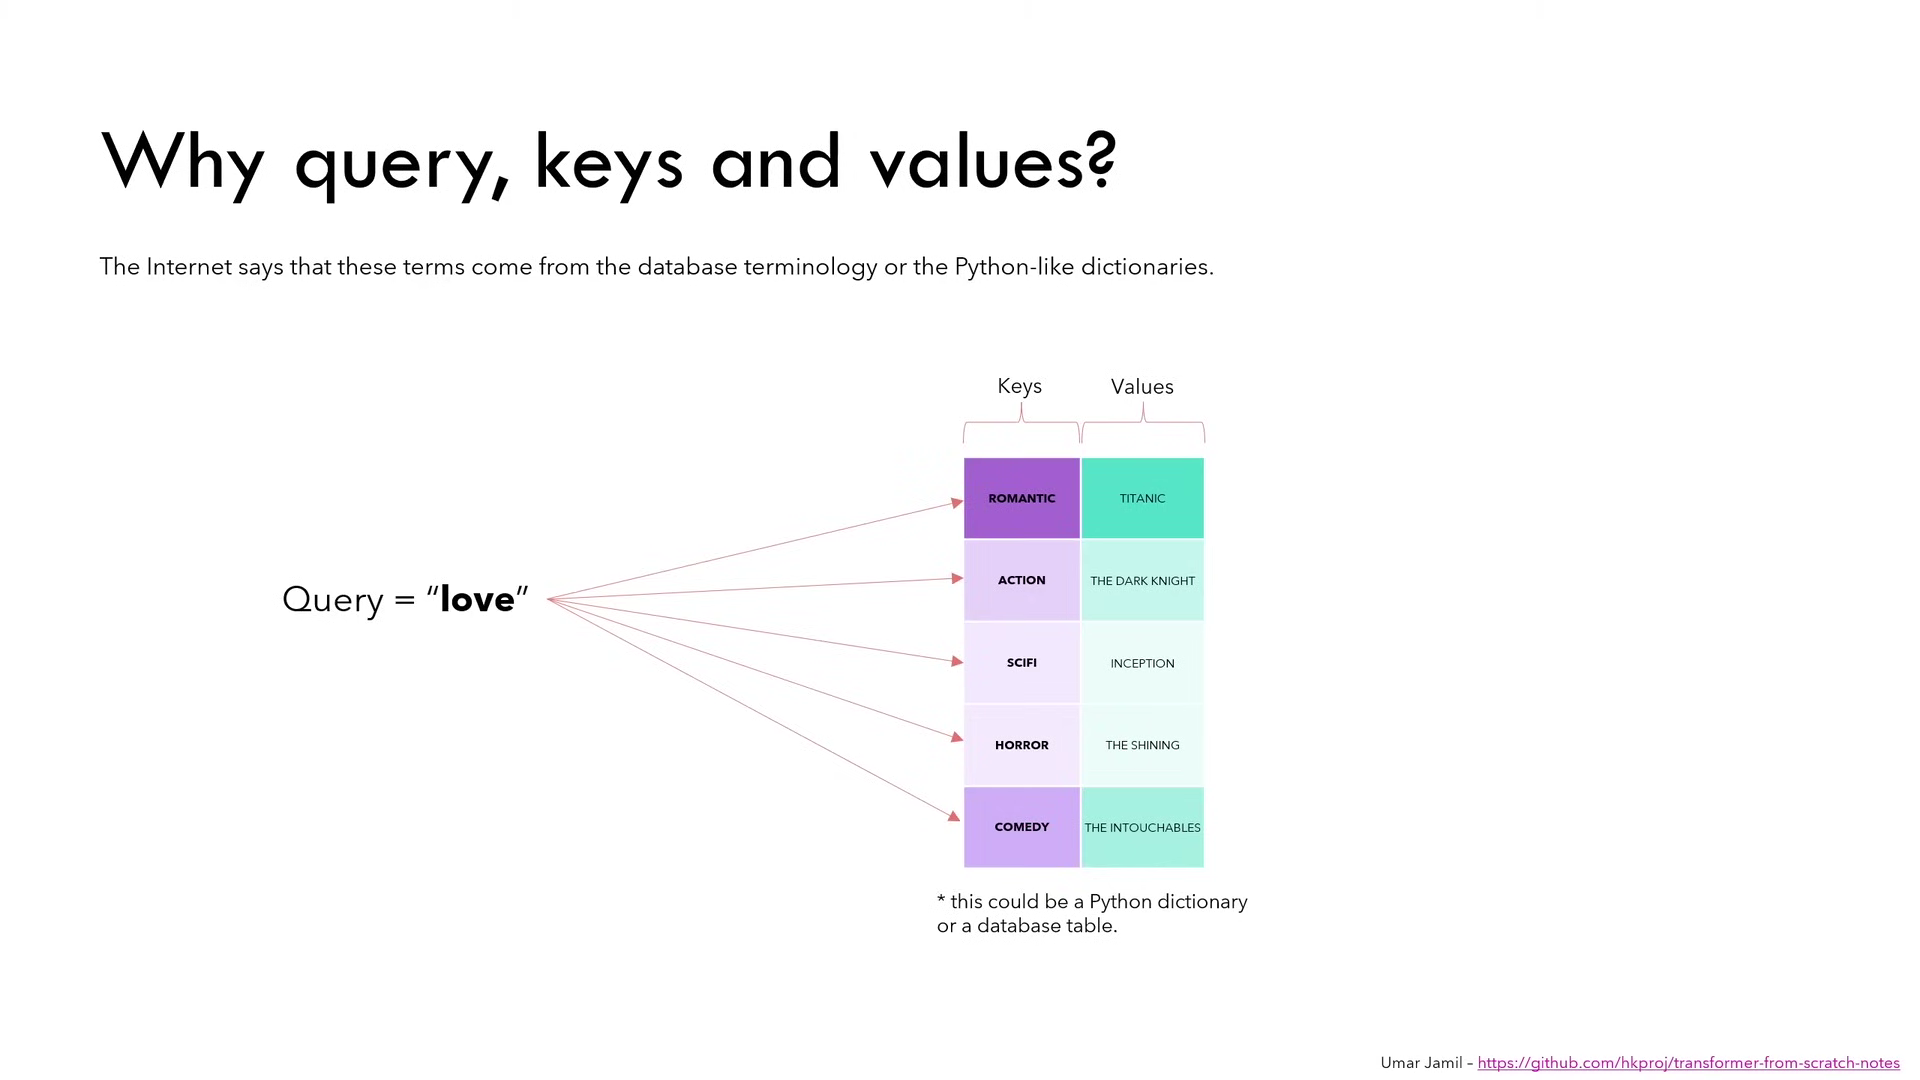 Why query, keys and values?
The Internet says that these terms come from the database terminology or the Python-like dictionaries.
Keys Values
ROMANTIC TITANIC
ACTION THE DARK KNIGHT
Query = “love”
SCIFI INCEPTION
HORROR THE SHINING
COMEDY THE INTOUCHABLES
* this could be a Python dictionary
or a database table.
Umar Jamil – https://github.com/hkproj/transformer-from-scratch-notes